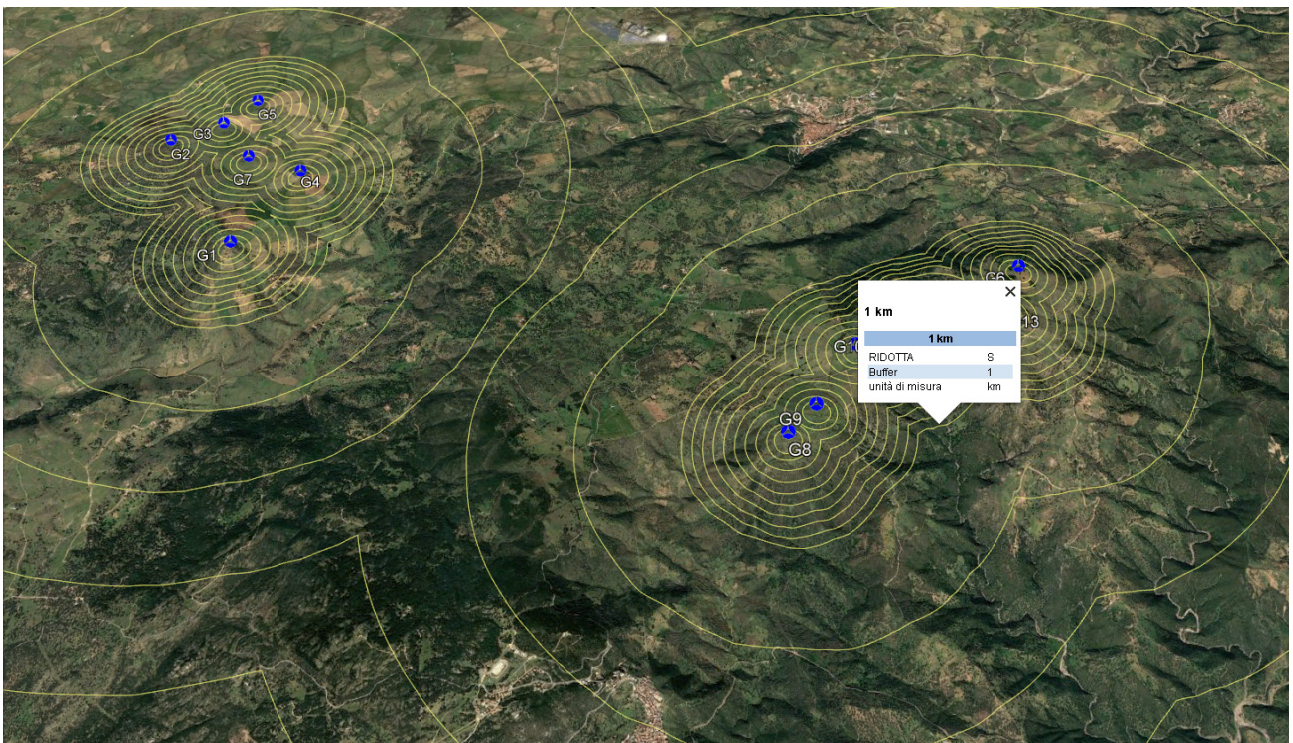 G5
G3
G2
G7
G4
G1
G6
1 km
1 km
13
RIDOTTA S
Buffer 1
unità di misura km
G10
G9
G8